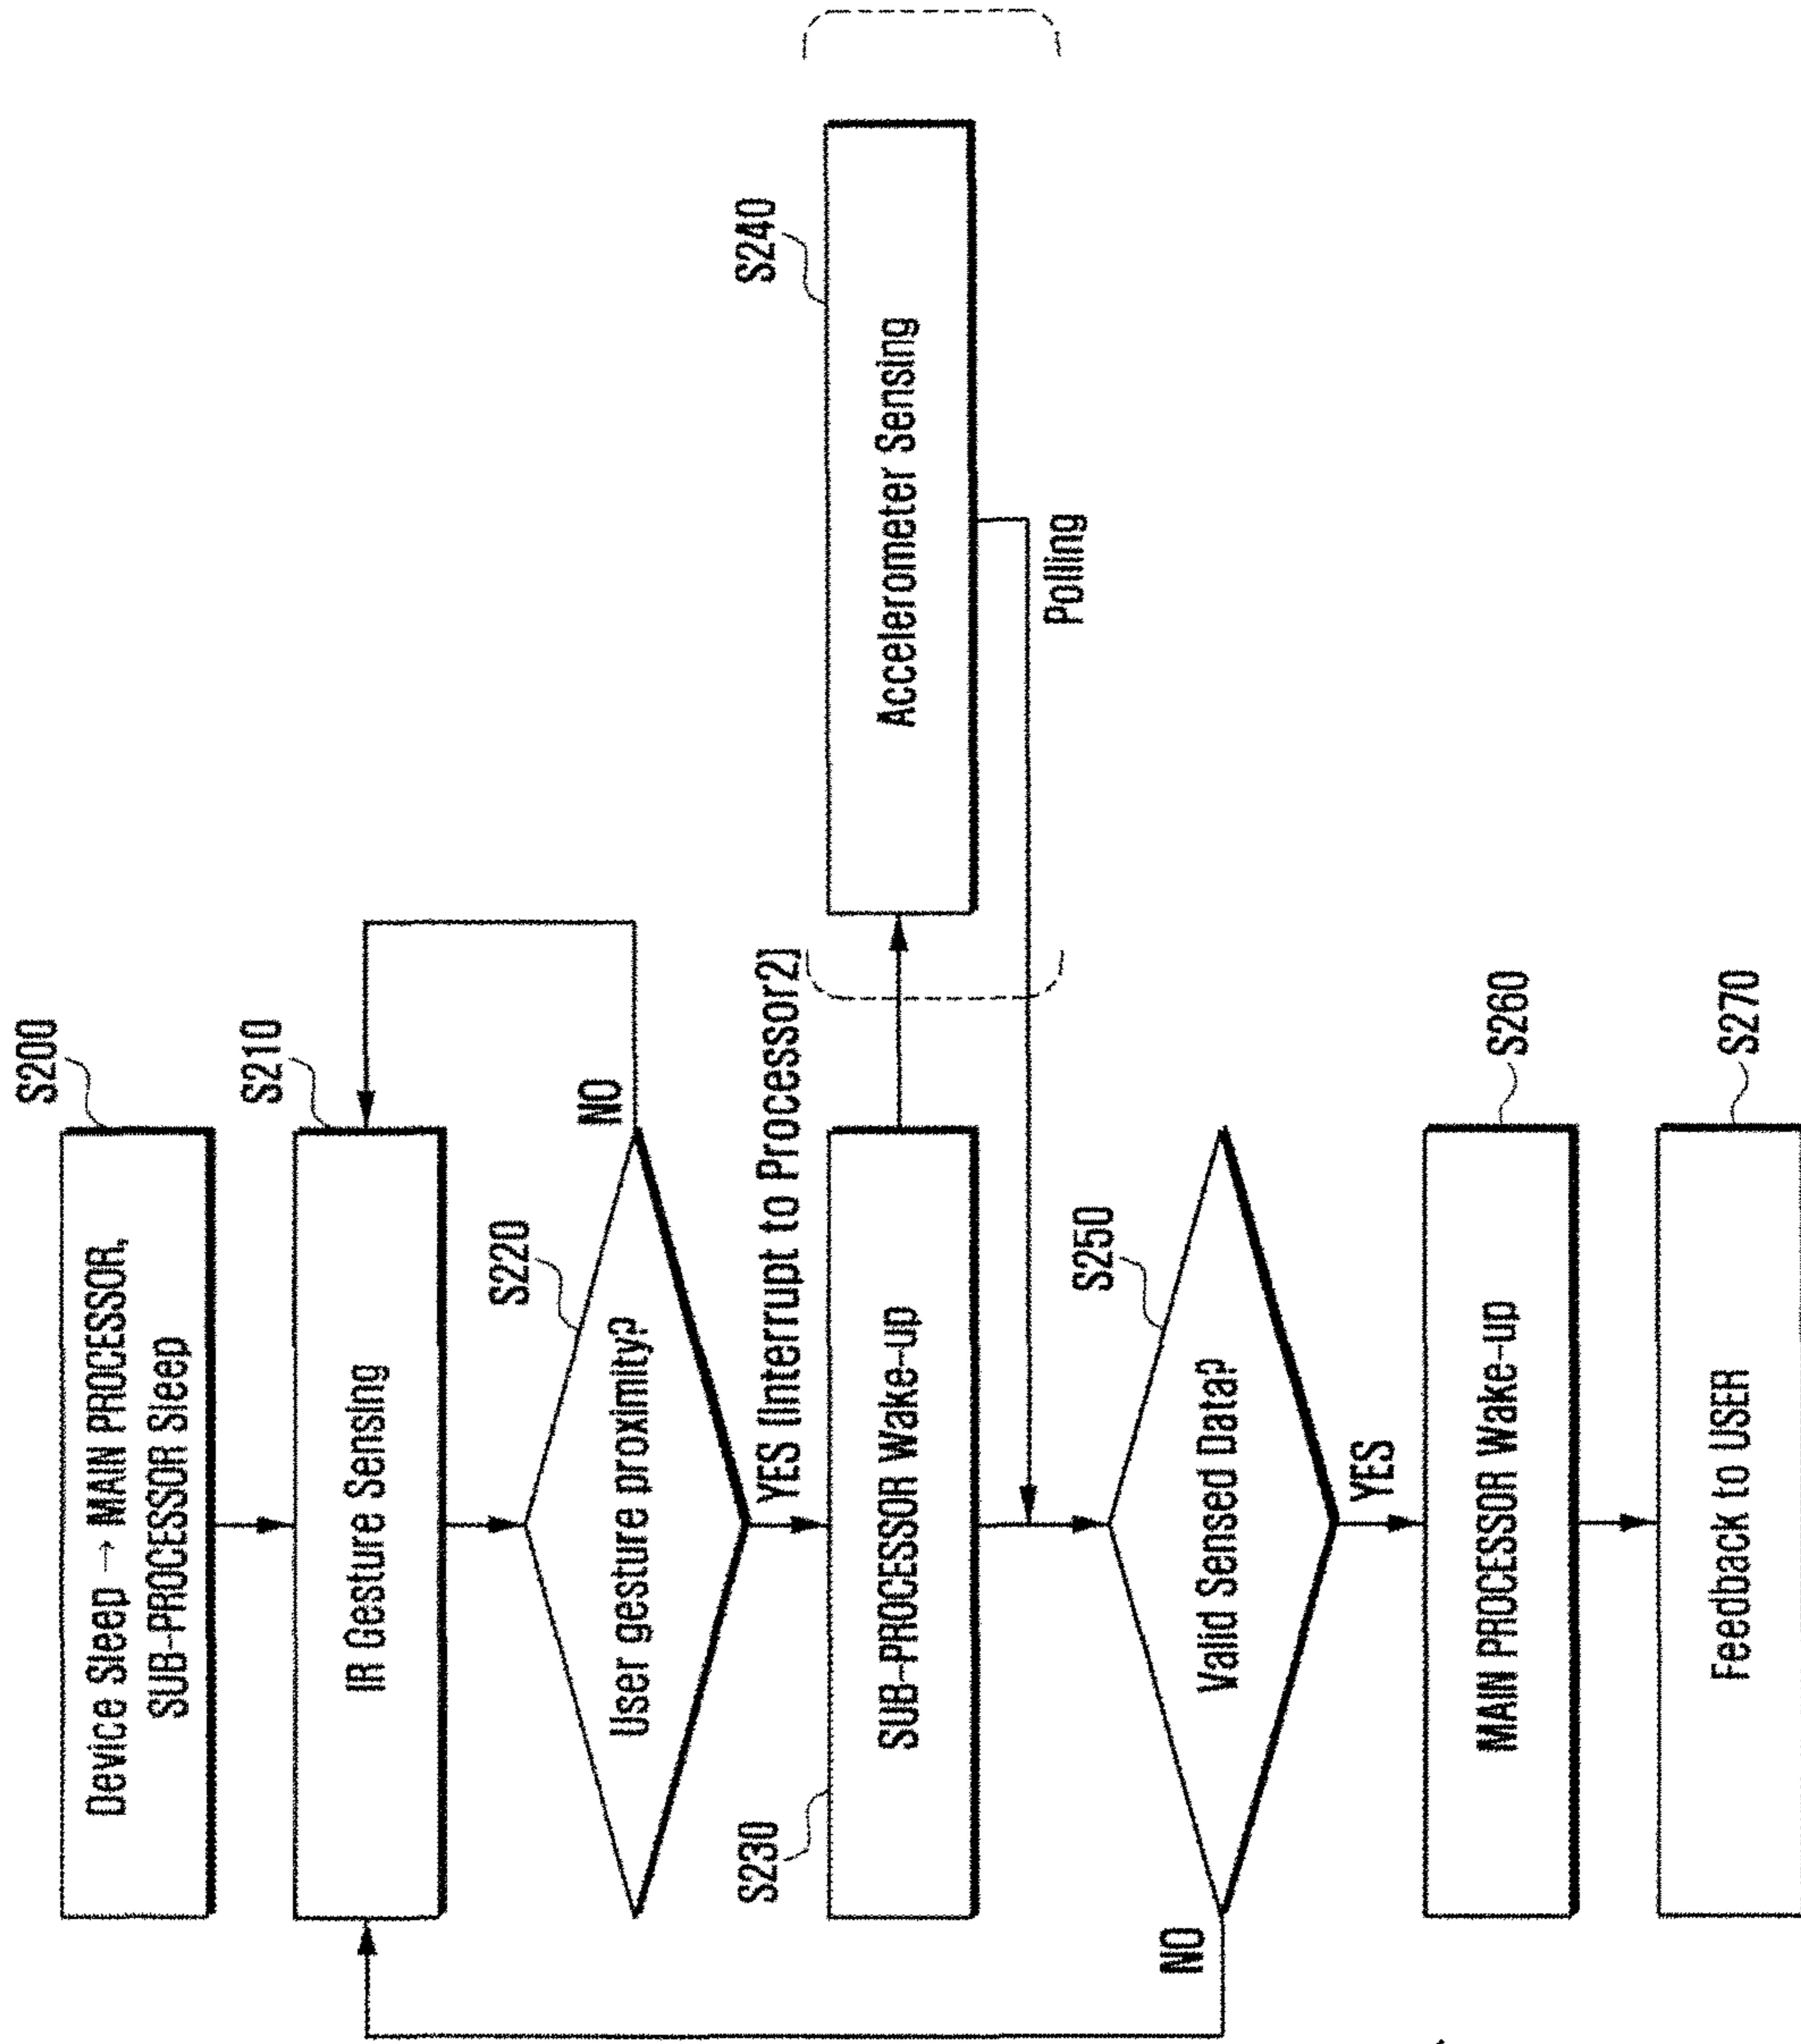 S200
Device Sleep → MAIN PROCESSOR,
SUB-PROCESSOR Sleep
S210
IR Gesture Sensing
S220
User gesture proximity?
NO
YES (Interrupt to Processor2)
S230
SUB-PROCESSOR Wake-up
S240
Accelerometer Sensing
Polling
S250
Valid Sensed Data?
NO
YES
S260
MAIN PROCESSOR Wake-up
S270
Feedback to USER